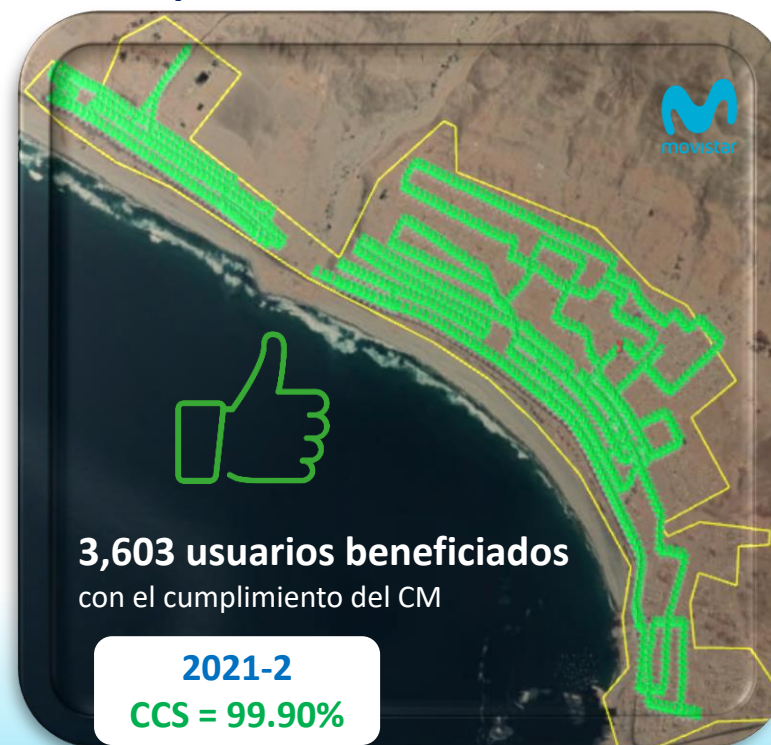 movistar
3,603 usuarios beneficiados
con el cumplimiento del CM
2021-2
CCS = 99.90%